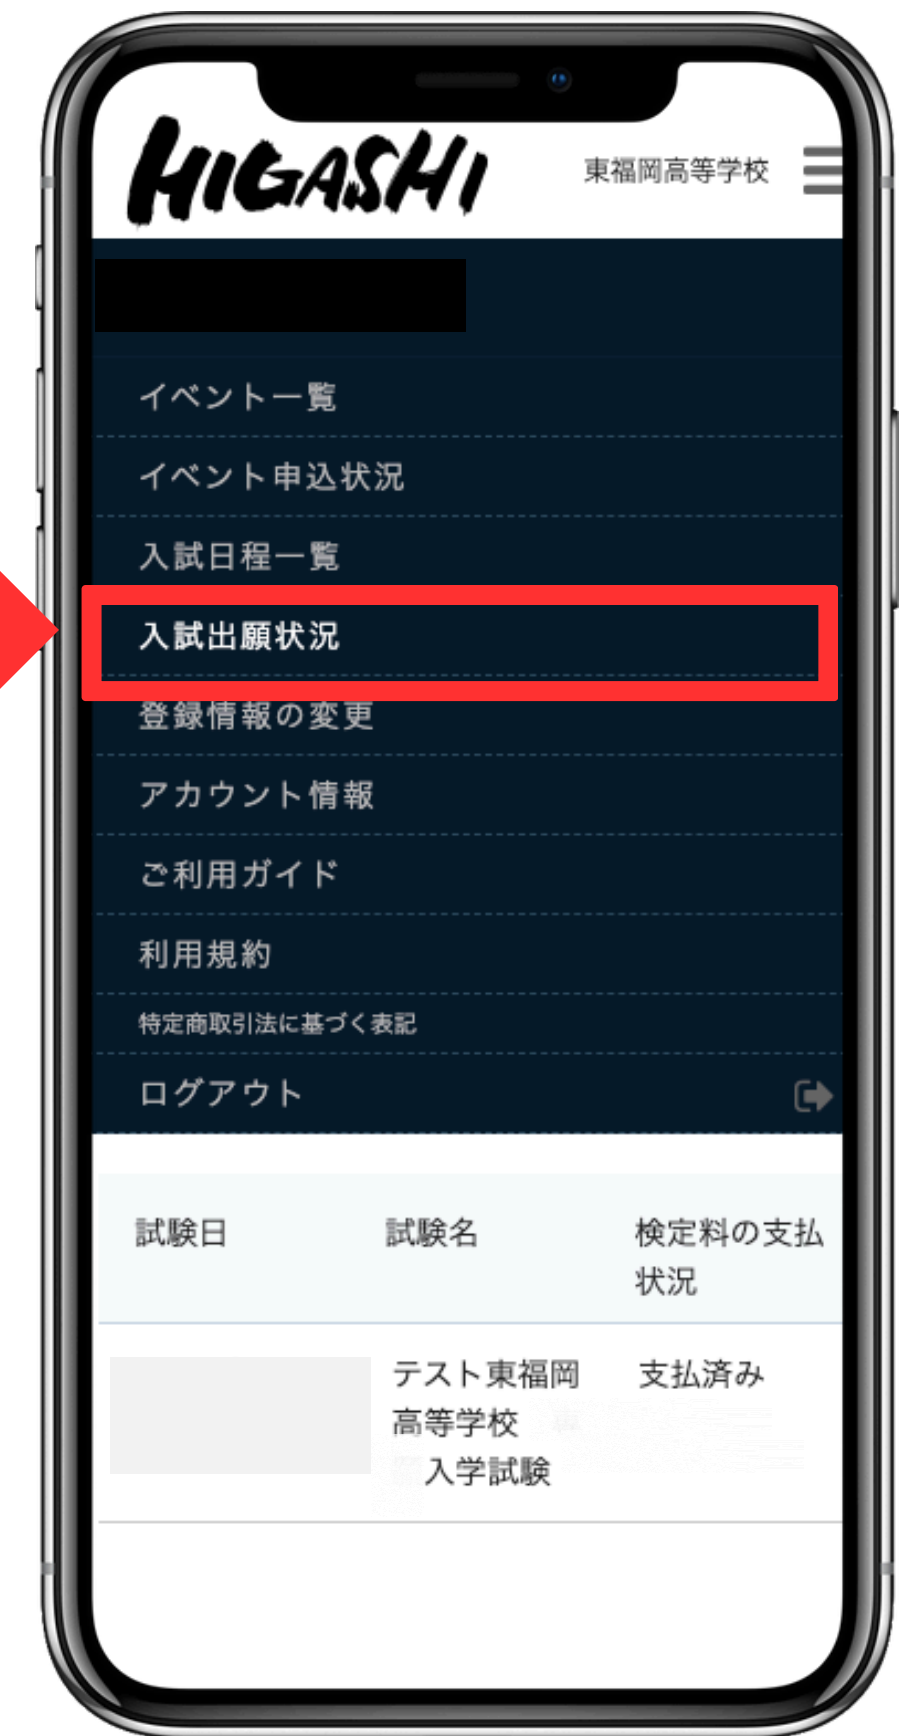 HIGASHI
東福岡高等学校
イベント一覧
イベント申込状況
入試日程一覧
入試出願状況
登録情報の変更
アカウント情報
ご利用ガイド
利用規約
特定商取引法に基づく表記
ログアウト
試験日 試験名 検定料の支払
状況
テスト東福岡 支払済み
高等学校
入学試験